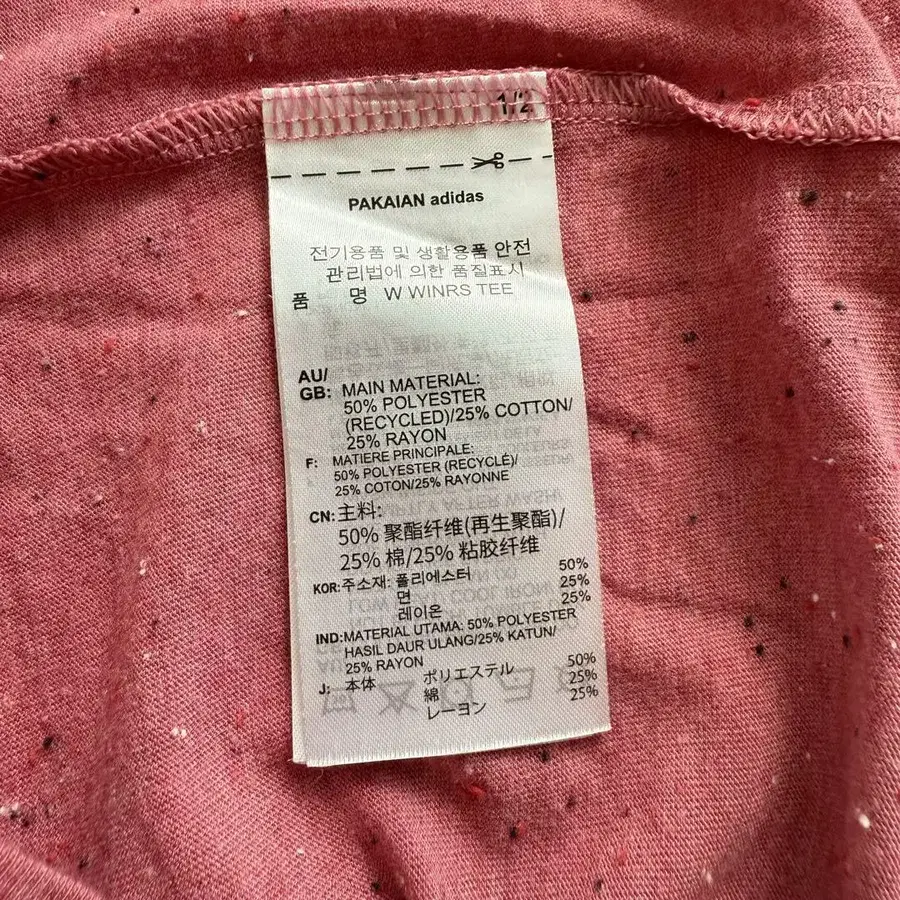 1/2
PAKAIAN adidas
전기용품 및 생활용품 안전
관리법에 의한 품질표시
품 명 W WINRS TEE
AU/
GB: MAIN MATERIAL:
50% POLYESTER
(RECYCLED)/25% COTTON/
25% RAYON
F: MATIERE PRINCIPALE:
50% POLYESTER (RECYCLÉ)/
25% COTON/25% RAYONNE
CN: 主料:
50% 聚酯纤维(再生聚酯)/
25% 棉/25% 粘胶纤维
KOR: 주소재: 폴리에스터 50%
면 25%
레이온 25%
IND: MATERIAL UTAMA: 50% POLYESTER
HASIL DAUR ULANG/25% KATUN/
25% RAYON
J: 本体 ポリエステル 50%
綿 25%
レーヨン 25%